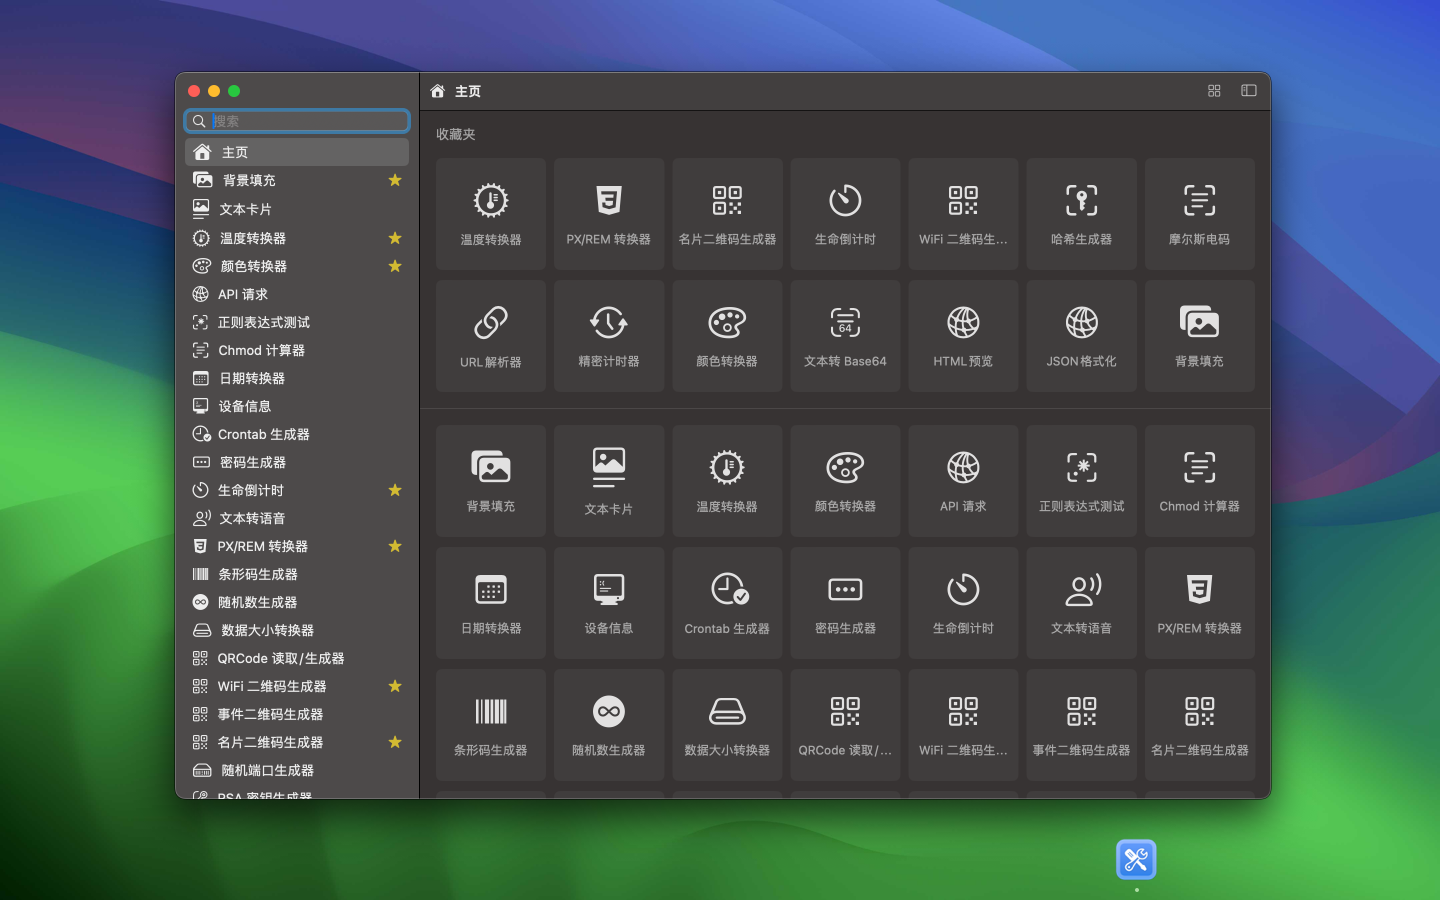 搜索
主页
背景填充
文本卡片
温度转换器
颜色转换器
API 请求
正则表达式测试
Chmod 计算器
日期转换器
设备信息
Crontab 生成器
密码生成器
生命倒计时
文本转语音
PX/REM 转换器
条形码生成器
随机数生成器
数据大小转换器
QRCode 读取/生成器
WiFi 二维码生成器
事件二维码生成器
名片二维码生成器
随机端口生成器
RSA 密钥生成器
主页
收藏夹
温度转换器
PX/REM 转换器
名片二维码生成器
生命倒计时
WiFi 二维码生...
哈希生成器
摩尔斯电码
URL 解析器
精密计时器
颜色转换器
64
文本转 Base64
HTML 预览
JSON 格式化
背景填充
背景填充
文本卡片
温度转换器
颜色转换器
API 请求
正则表达式测试
Chmod 计算器
日期转换器
设备信息
Crontab 生成器
密码生成器
生命倒计时
文本转语音
PX/REM 转换器
条形码生成器
随机数生成器
数据大小转换器
QRCode 读取/...
WiFi 二维码生...
事件二维码生成器
名片二维码生成器